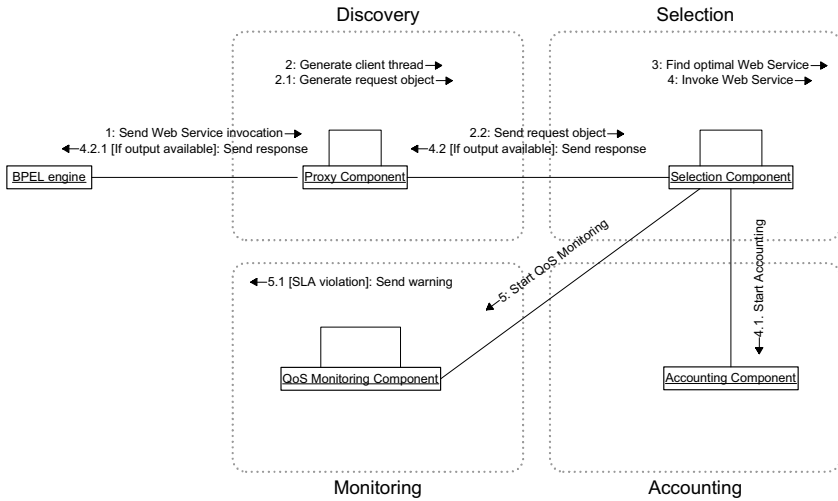 Discovery
Selection
2: Generate client thread
2.1: Generate request object
3: Find optimal Web Service
4: Invoke Web Service
1: Send Web Service invocation
4.2.1 [If output available]: Send response
2.2: Send request object
4.2 [If output available]: Send response
BPEL engine
Proxy Component
Selection Component
5: Start QoS Monitoring
4.1. Start Accounting
5.1 [SLA violation]: Send warning
QoS Monitoring Component
Accounting Component
Monitoring
Accounting